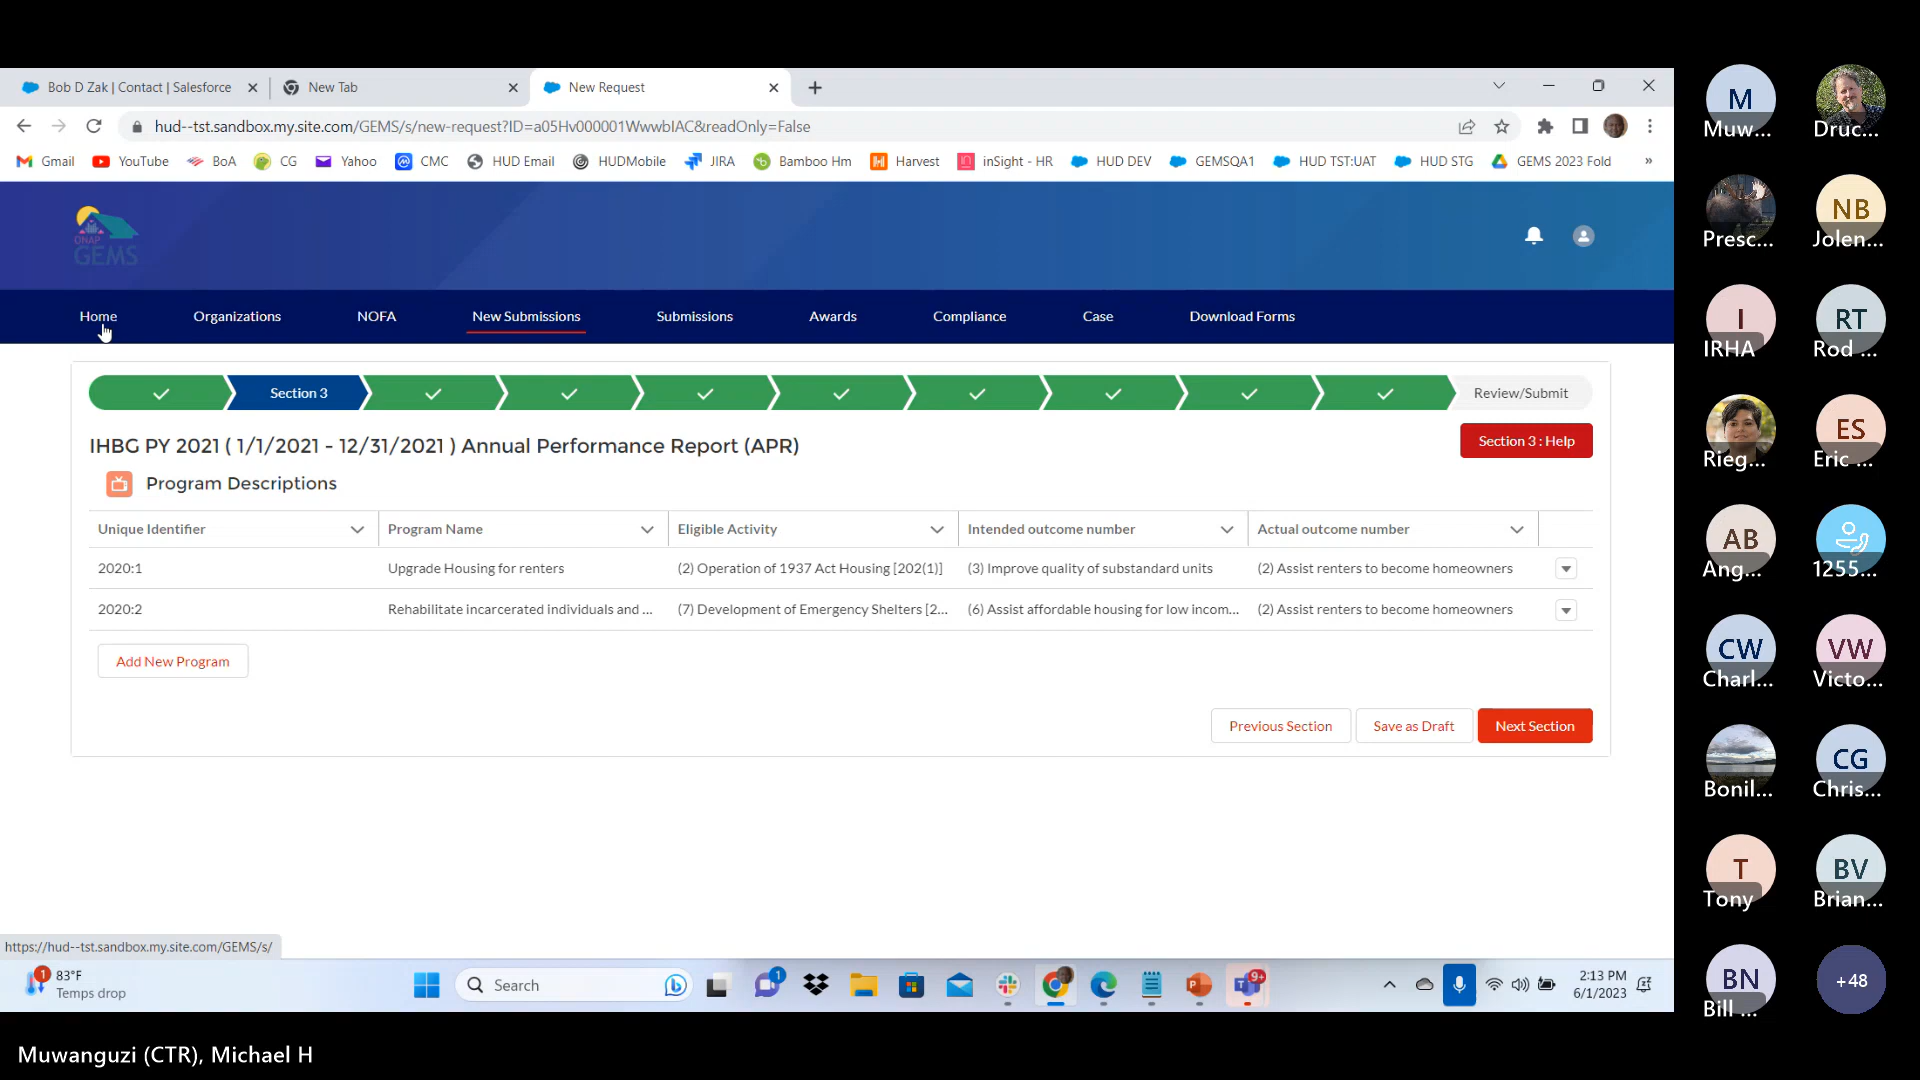 Bob D Zak | Contact | Salesforce
New Tab
New Request
hud--tst.sandbox.my.site.com/GEMS/s/new-request?ID=a05Hv000001WwwbIAC&readOnly=False
Gmail YouTube BoA CG Yahoo CMC HUD Email HUDMobile JIRA Bamboo Hm Harvest inSight - HR HUD DEV GEMSQA1 HUD TST:UAT HUD STG GEMS 2023 Fold »
ONAP
GEMS
Home Organizations NOFA New Submissions Submissions Awards Compliance Case Download Forms
Section 3 Review/Submit
IHBG PY 2021 ( 1/1/2021 - 12/31/2021 ) Annual Performance Report (APR)
Section 3 : Help
Program Descriptions
Unique Identifier Program Name Eligible Activity Intended outcome number Actual outcome number
2020:1 Upgrade Housing for renters (2) Operation of 1937 Act Housing [202(1)] (3) Improve quality of substandard units (2) Assist renters to become homeowners
2020:2 Rehabilitate incarcerated individuals and ... (7) Development of Emergency Shelters [2... (6) Assist affordable housing for low incom... (2) Assist renters to become homeowners
Add New Program
Previous Section Save as Draft Next Section
https://hud--tst.sandbox.my.site.com/GEMS/s/
1 83°F
Temps drop
Search
1
9+
2:13 PM
6/1/2023
M
Muw...
Druc...
Presc...
NB
Jolen...
I
IRHA
RT
Rod ...
Rieg...
ES
Eric ...
AB
Ang...
1255...
CW
Charl...
VW
Victo...
Bonil...
CG
Chris...
T
Tony
BV
Brian...
BN
Bill ...
+48
Muwanguzi (CTR), Michael H